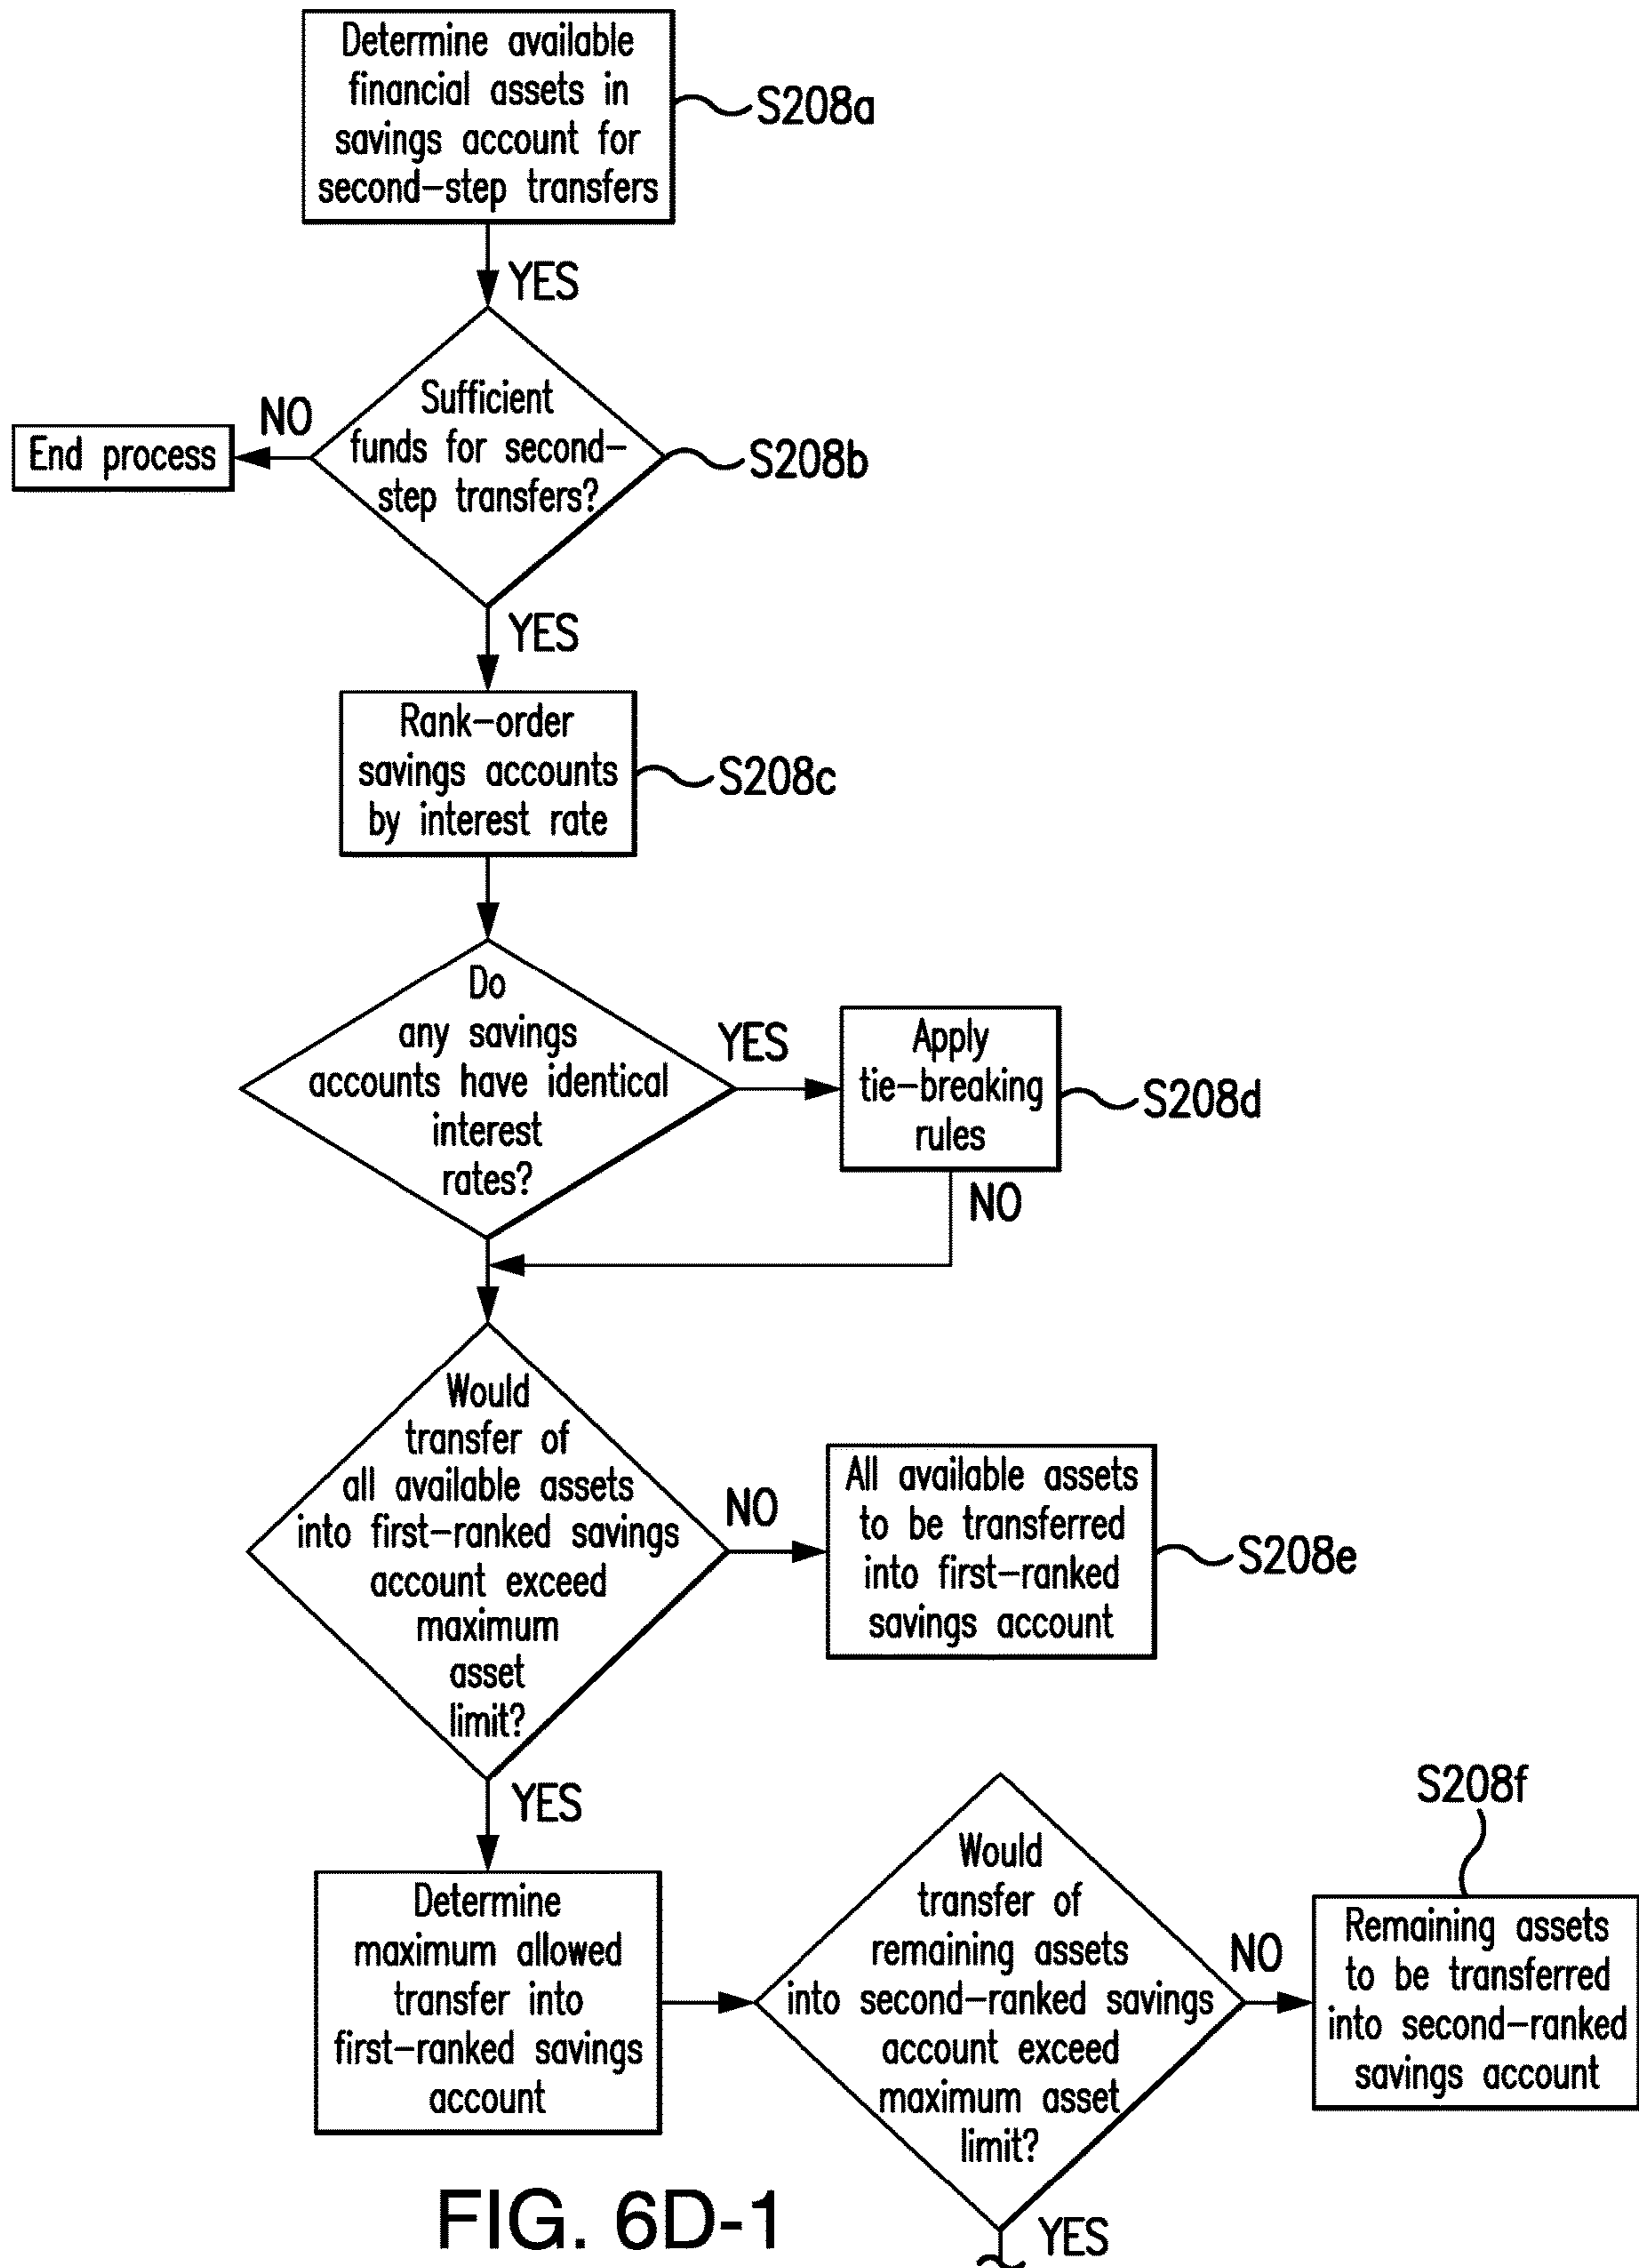 Determine available
financial assets in
savings account for
second-step transfers
S208a
YES
Sufficient
funds for second-
step transfers?
NO
End process
S208b
YES
Rank-order
savings accounts
by interest rate
S208c
Do
any savings
accounts have identical
interest
rates?
YES
Apply
tie-breaking
rules
S208d
NO
Would
transfer of
all available assets
into first-ranked savings
account exceed
maximum
asset
limit?
NO
All available assets
to be transferred
into first-ranked
savings account
S208e
YES
Determine
maximum allowed
transfer into
first-ranked savings
account
Would
transfer of
remaining assets
into second-ranked savings
account exceed
maximum asset
limit?
NO
S208f
Remaining assets
to be transferred
into second-ranked
savings account
YES
FIG. 6D-1